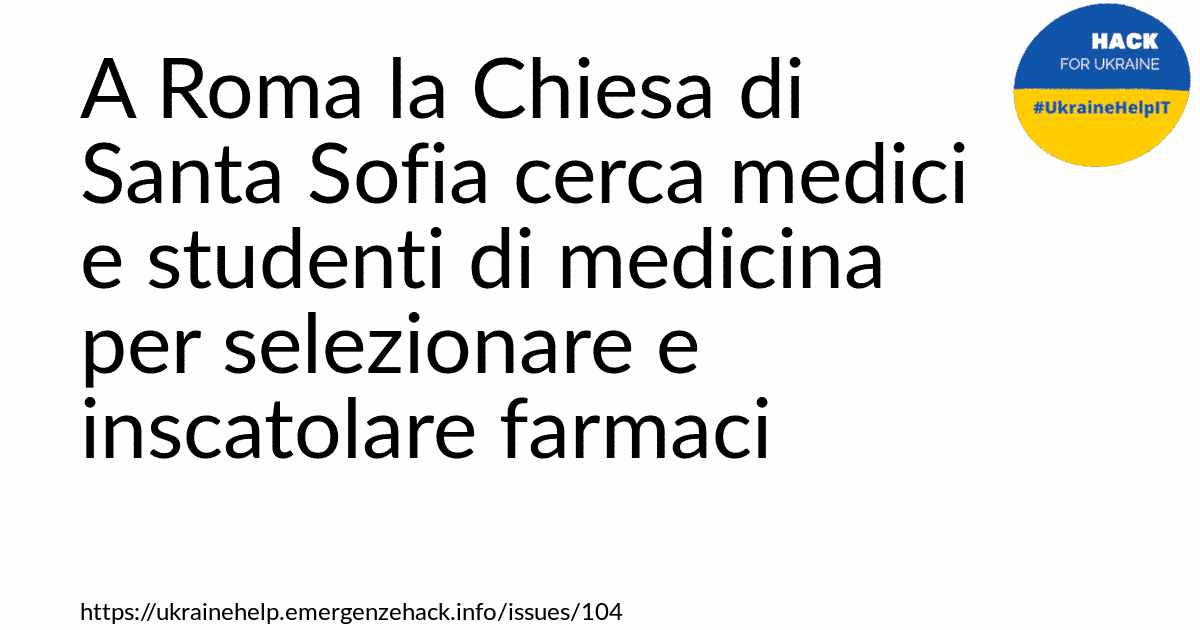 A Roma la Chiesa di
Santa Sofia cerca medici
e studenti di medicina
per selezionare e
inscatolare farmaci
HACK
FOR UKRAINE
#UkraineHelpIT
https://ukrainehelp.emergenzehack.info/issues/104